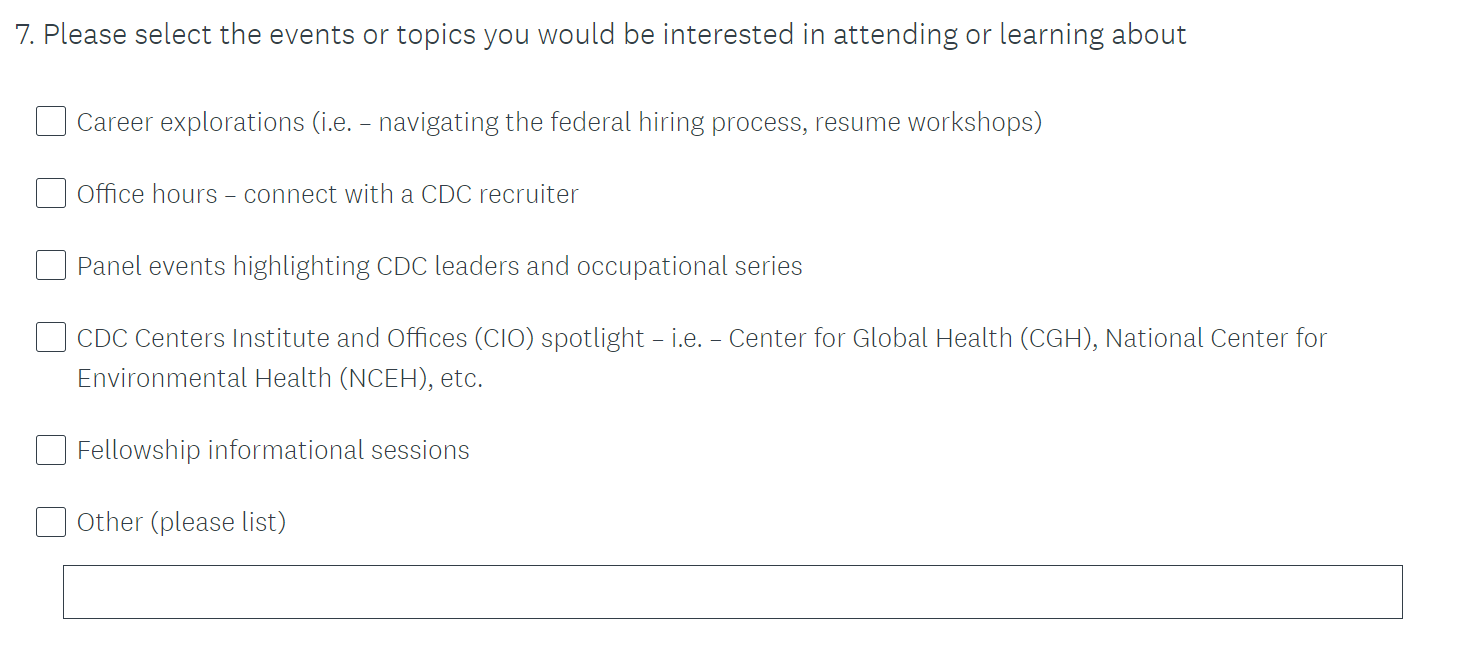 7. Please select the events or topics you would be interested in attending or learning about
Career explorations (i.e. – navigating the federal hiring process, resume workshops)
Office hours – connect with a CDC recruiter
Panel events highlighting CDC leaders and occupational series
CDC Centers Institute and Offices (CIO) spotlight – i.e. – Center for Global Health (CGH), National Center for
Environmental Health (NCEH), etc.
Fellowship informational sessions
Other (please list)